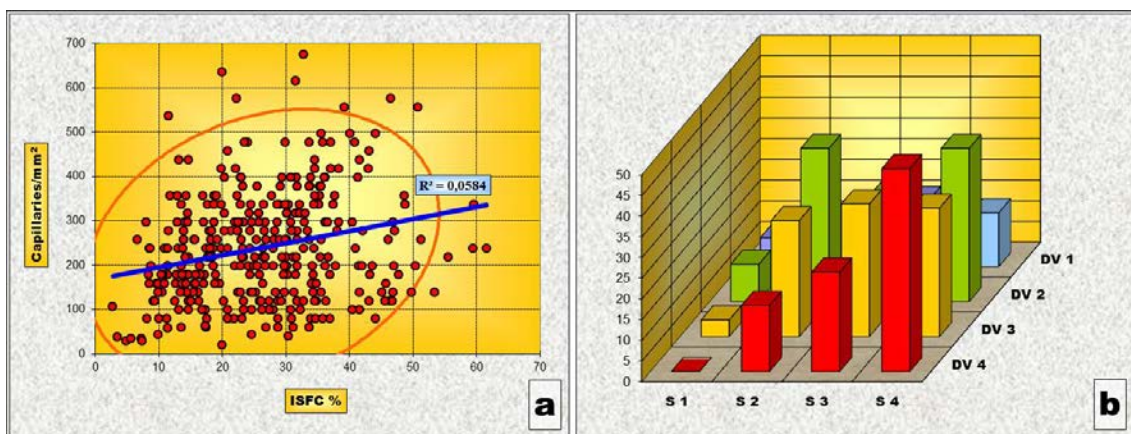 700
600
500
400
300
200
100
0
Capillaries/mm²
R² = 0,0584
0 10 20 30 40 50 60 70
ISFC %
a
50
45
40
35
30
25
20
15
10
5
0
DV 1
DV 2
DV 3
DV 4
S 1 S 2 S 3 S 4
b